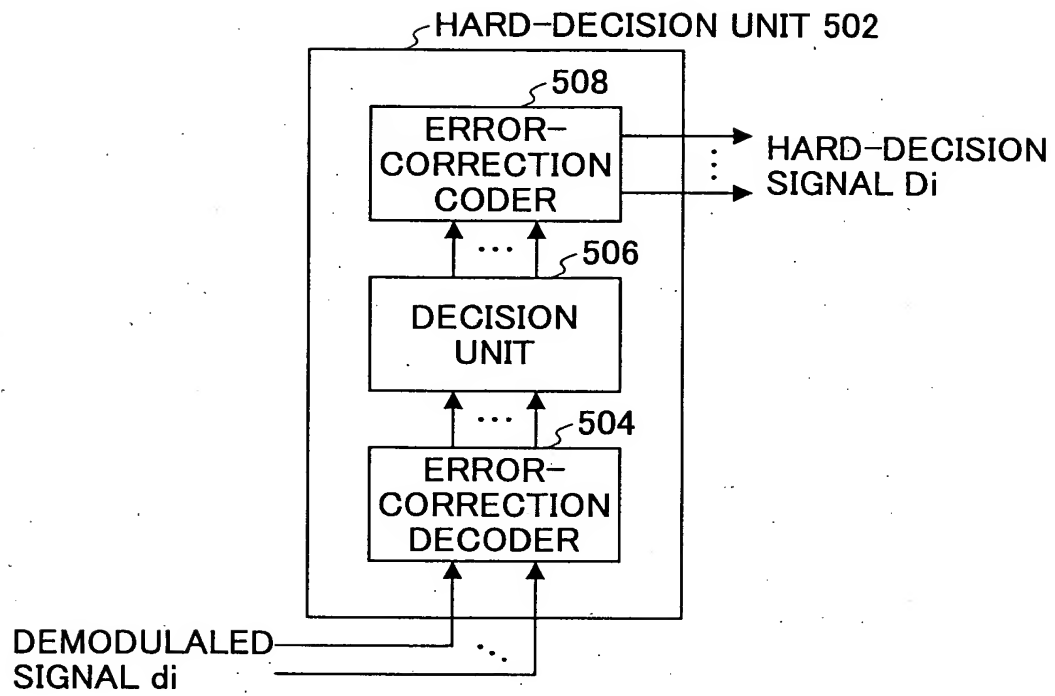 HARD-DECISION UNIT 502
508
ERROR-
CORRECTION
CODER
HARD-DECISION
SIGNAL Di
506
DECISION
UNIT
504
ERROR-
CORRECTION
DECODER
DEMODULALED
SIGNAL di